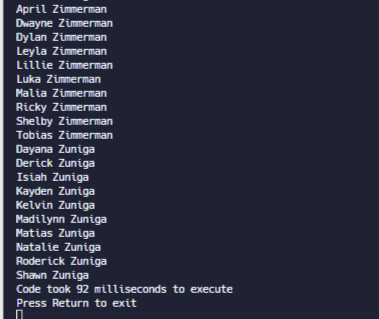 April Zimmerman
Dwayne Zimmerman
Dylan Zimmerman
Leyla Zimmerman
Lillie Zimmerman
Luka Zimmerman
Malia Zimmerman
Ricky Zimmerman
Shelby Zimmerman
Tobias Zimmerman
Dayana Zuniga
Derick Zuniga
Isiah Zuniga
Kayden Zuniga
Kelvin Zuniga
Madilynn Zuniga
Matias Zuniga
Natalie Zuniga
Roderick Zuniga
Shawn Zuniga
Code took 92 milliseconds to execute
Press Return to exit